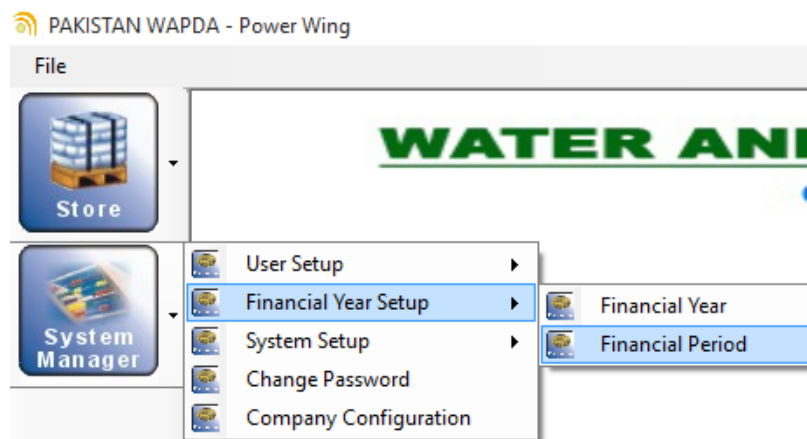 PAKISTAN WAPDA - Power Wing
File
WATER AN
Store
User Setup
Financial Year Setup
Financial Year
System Setup
Financial Period
System
Manager
Change Password
Company Configuration